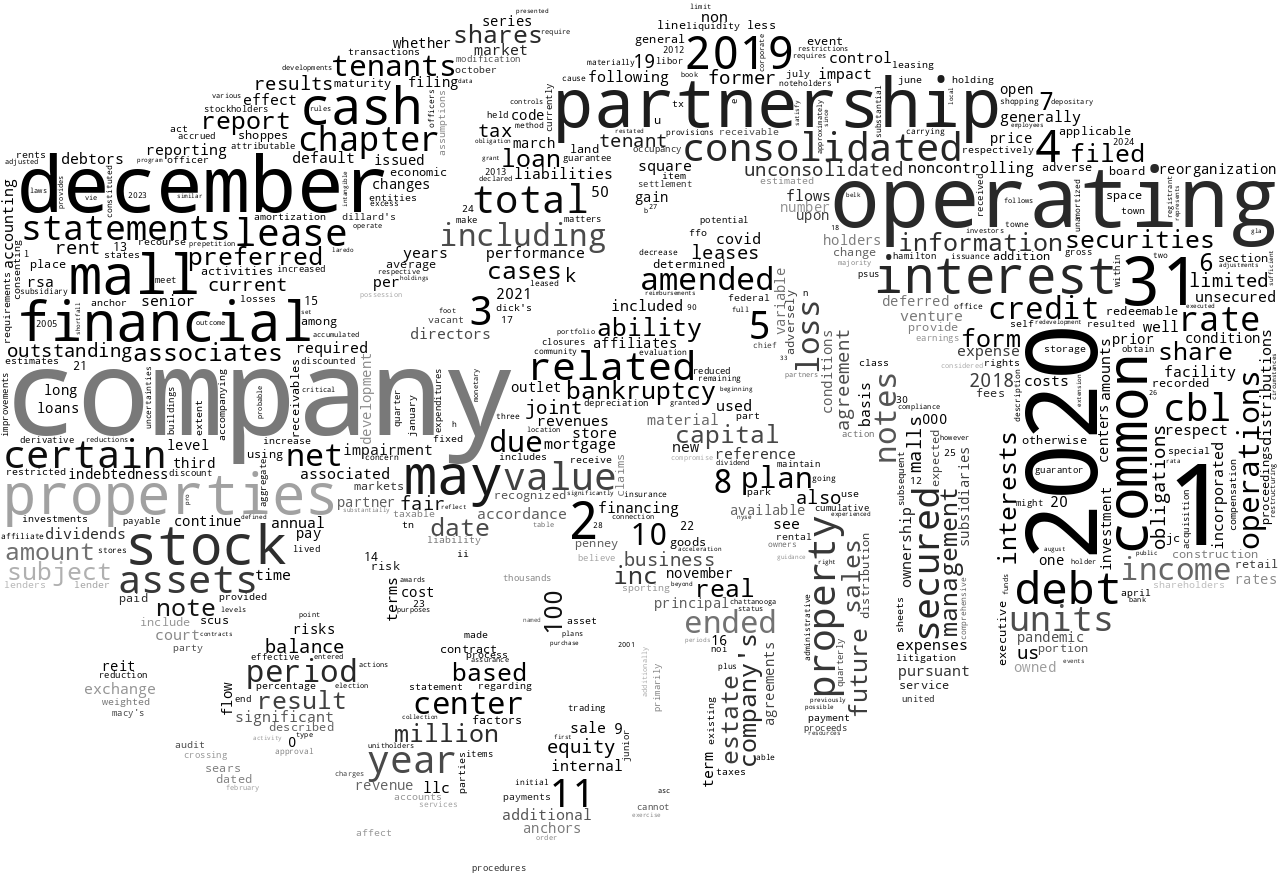 presented
limit
series
non
shares
require
line
liquidity
less
whether
market
general
2019
corporate
event
transactions
modification
2012
restrictions
tenants
october
materially
19
libor
requires
control
leasing
developments
data
cause
following
book
former
july
impact
results
maturity
filing
noteholders
june
holding
various
effect
cash
officers
assumptions
controls
currently
partnership
open
stockholders
rules
held
code
tx
e
satisfy
approximately
since
substantial
local
shopping
7
depositary
report
shoppes
method
u
generally
act
attributable
chapter
tax
march
restated
provisions
receivable
carrying
employees
accrued
obligation
tenant
consolidated
price
4
applicable
reporting
officer
default
issued
grant
loan
land
occupancy
respectively
filed
2024
rents
debtors
economic
2013
guarantee
square
unconsolidated
noncontrolling
adverse
board
reorganization
adjusted
program
excess
changes
declared
liabilities
item
estimated
december
intangible
entities
vie
total
50
settlement
flows
belk
operating
received
unamortized
registrant
represents
laws
provides
constituted
2023
similar
gain
number
follows
space
accounting
24
b
27
upon
towne
town
gla
amortization
dillard's
make
matters
potential
18
investors
statements
lease
operate
including
ffo
covid
holders
information
securities
requirements
consenting
1
rent
13
recourse
prepetition
preferred
laredo
years
performance
decrease
leases
change
hamilton
issuance
addition
gross
within
two
6
section
place
states
average
determined
majority
adjustments
sufficient
rsa
mall
meet
activities
increased
per
respective
cases
k
amended
psus
interest
31
limited
subsidiary
current
holdings
leased
reimbursements
federal
variable
deferred
office
executed
unsecured
anchor
senior
losses
15
possession
2021
included
90
full
adversely
n
loss
venture
credit
redeemable
rate
2005
shortfall
financial
outcome
set
among
3
foot
dick's
portfolio
ability
5
chief
provide
self
redevelopment
resulted
well
accumulated
vacant
17
closures
earnings
form
prior
condition
outstanding
associates
required
directors
community
affiliates
evaluation
33
conditions
agreement
class
expense
2020
storage
obtain
share
estimates
discounted
related
reduced
partners
considered
rights
facility
21
critical
development
outlet
bankruptcy
remaining
beginning
basis
2018
costs
amounts
recorded
improvements
long
company
uncertainties
buildings
extent
accompanying
probable
receivables
quarter
january
expenditures
monetary
joint
depreciation
granted
notes
30
fees
description
extension
common
26
cbl
operations
distributions
circumstances
loans
three
revenues
used
part
compliance
000
centers
respect
derivative
reductions
increase
h
fixed
location
due
store
material
action
malls
however
otherwise
certain
level
using
net
impairment
concern
includes
mortgage
capital
new
reference
subsequent
12
expected
25
interests
guarantor
obligations
special
restricted
third
associated
markets
may
value
receive
claims
compromise
dividend
maintain
indebtedness
aggregate
8
plan
going
subsidiaries
investment
rata
1
incorporated
compensation
proceedings
restructuring
properties
pro
partner
fair
reflect
recognized
significantly
insurance
park
also
use
might
20
investments
defined
substantially
taxable
accordance
2
financing
available
cumulative
ownership
secured
management
acquisition
affiliate
dividends
payable
continue
annual
tn
date
table
28
connection
nyse
experienced
jc
amount
stores
stock
pay
liability
penney
10
22
see
property
future
sales
distribution
august
public
construction
lived
ii
goods
rental
right
one
holder
subject
14
believe
acceleration
owners
business
guidance
debt
income
retail
lenders
lender
assets
time
risk
thousands
inc
november
comprehensive
funds
shareholders
rates
paid
provided
terms
awards
cost
sporting
beyond
real
april
bank
note
levels
23
purposes
100
principal
chattanooga
status
sheets
units
include
scus
point
named
asset
ended
administrative
executive
court
contracts
risks
plans
pandemic
party
balance
made
purchase
2001
periods
16
expenses
us
portion
reit
effective
entered
contract
process
noi
litigation
owned
events
reduction
period
actions
assurance
additionally
primarily
estate
company's
agreements
quarterly
pursuant
exchange
flow
percentage
election
based
plus
service
weighted
end
result
statement
regarding
previously
united
macy's
significant
center
trading
possible
described
collection
factors
sale
9
term
existing
payment
0
type
million
first
junior
proceeds
audit
activity
approval
unitholders
equity
resources
crossing
year
parties
items
internal
able
sears
charges
taxes
dated
revenue
llc
initial
february
accounts
payments
11
asc
services
additional
cannot
exercise
affect
anchors
order
procedures